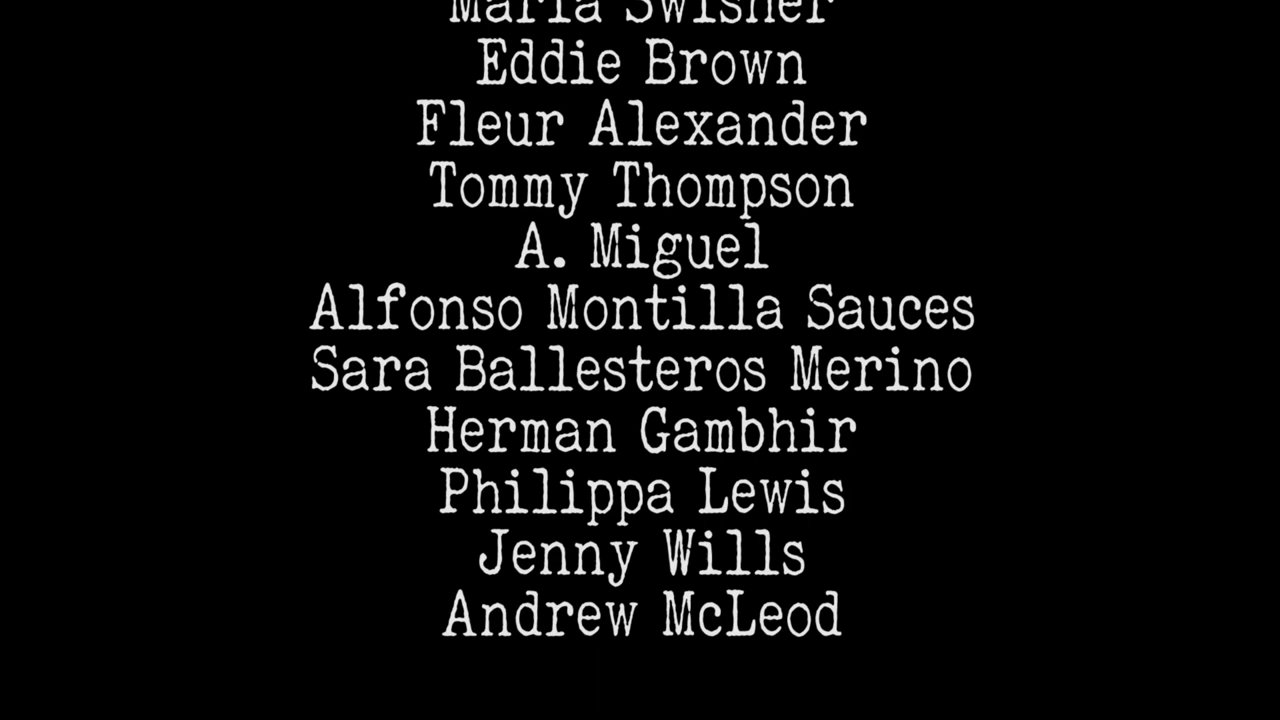 Maria Swisher
Eddie Brown
Fleur Alexander
Tommy Thompson
A. Miguel
Alfonso Montilla Sauces
Sara Ballesteros Merino
Herman Gambhir
Philippa Lewis
Jenny Wills
Andrew McLeod